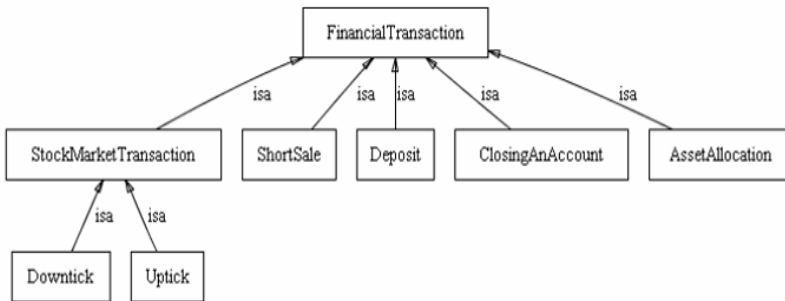 FinancialTransaction
isa
isa
isa
isa
isa
StockMarketTransaction
ShortSale
Deposit
ClosingAnAccount
AssetAllocation
isa
isa
Downtick
Uptick